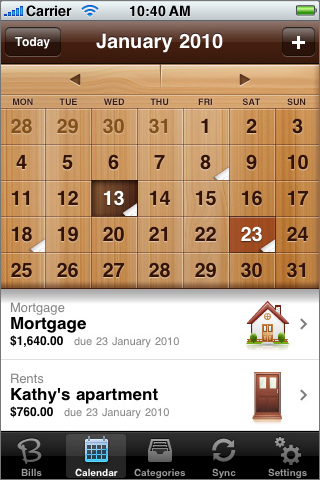 Carrier 10:40 AM
Today January 2010 +
MON TUE WED THU FRI SAT SUN
28 29 30 31 1 2 3
4 5 6 7 8 9 10
11 12 13 14 15 16 17
18 19 20 21 22 23 24
25 26 27 28 29 30 31
Mortgage
Mortgage
$1,640.00 due 23 January 2010
Rents
Kathy's apartment
$760.00 due 23 January 2010
Bills Calendar Categories Sync Settings